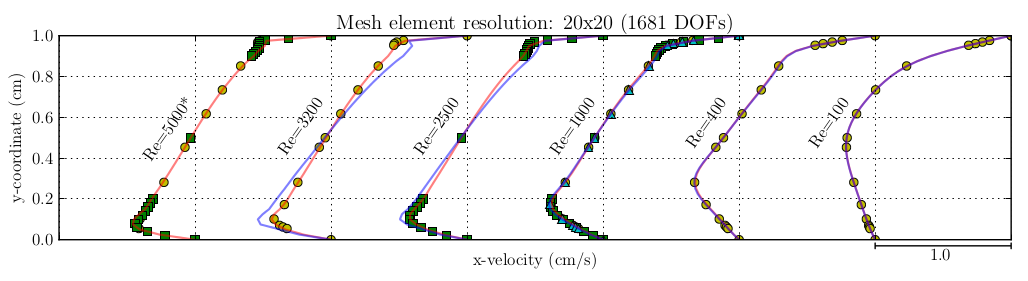 Mesh element resolution: 20x20 (1681 DOFs)
1.0
0.8
0.6
0.4
0.2
0.0
y-coordinate (cm)
Re=5000*
Re=3200
Re=2500
Re=1000
Re=400
Re=100
x-velocity (cm/s)
1.0